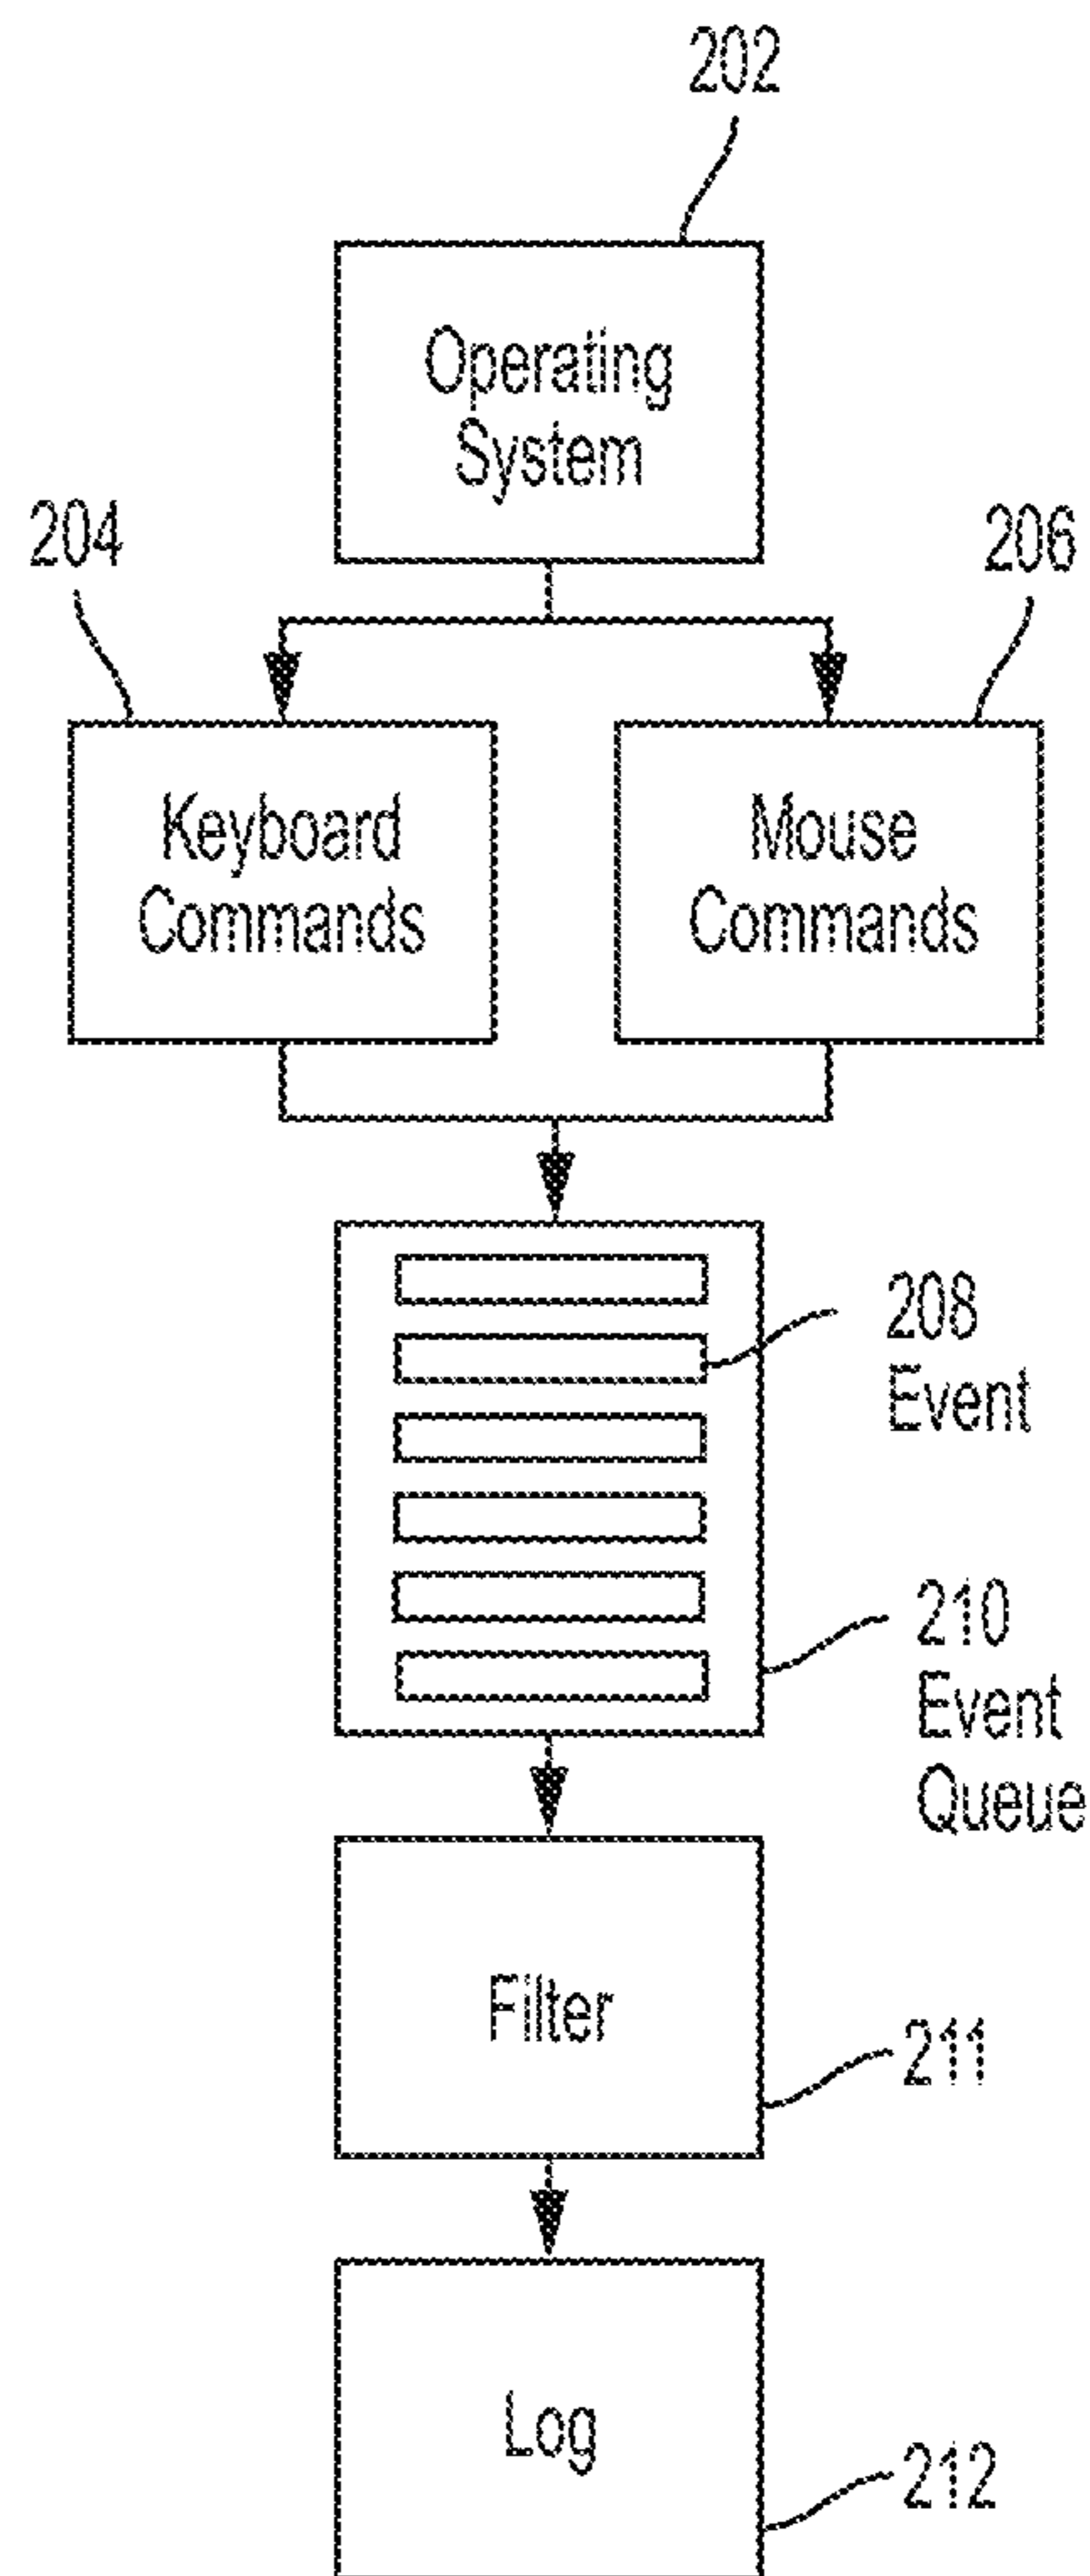 202
Operating
System
204
206
Keyboard
Commands
Mouse
Commands
208
Event
210
Event
Queue
Filter
211
Log
212